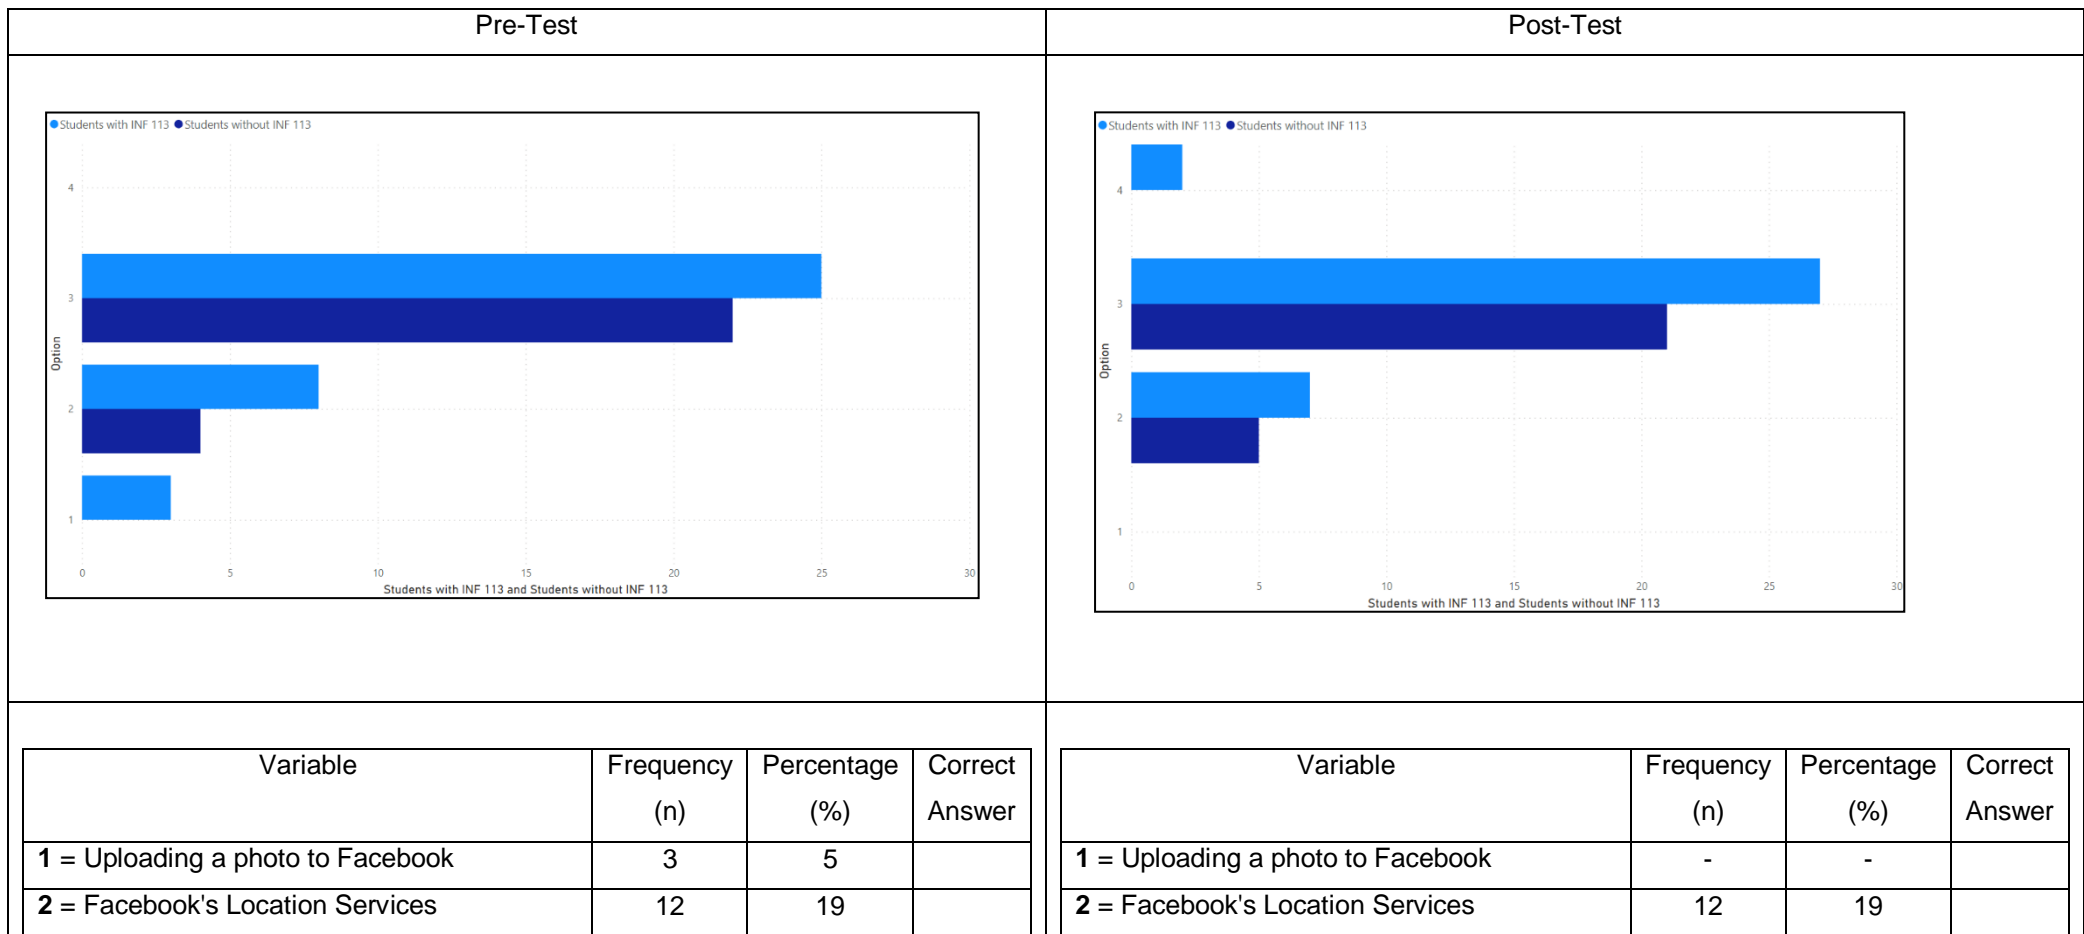 Pre-Test
Post-Test
Students with INF 113 Students without INF 113
4
3
2
1
Option
0 5 10 15 20 25 30
Students with INF 113 and Students without INF 113
Students with INF 113 Students without INF 113
4
3
2
1
Option
0 5 10 15 20 25 30
Students with INF 113 and Students without INF 113
Variable Frequency Percentage Correct
(n) (%) Answer
1 = Uploading a photo to Facebook 3 5
2 = Facebook's Location Services 12 19
Variable Frequency Percentage Correct
(n) (%) Answer
1 = Uploading a photo to Facebook - -
2 = Facebook's Location Services 12 19